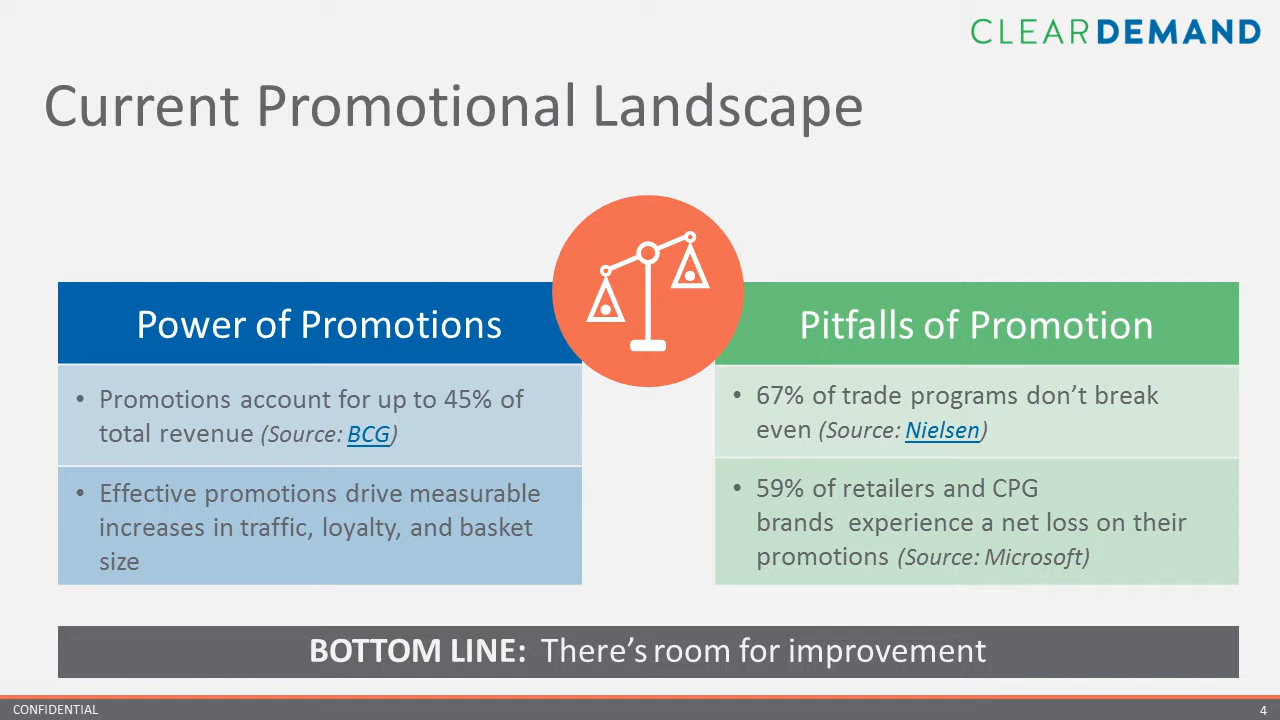 CLEARDEMAND
Current Promotional Landscape
Power of Promotions
• Promotions account for up to 45% of
total revenue (Source: BCG)
• Effective promotions drive measurable
increases in traffic, loyalty, and basket
size
Pitfalls of Promotion
• 67% of trade programs don’t break
even (Source: Nielsen)
• 59% of retailers and CPG
brands  experience a net loss on their
promotions (Source: Microsoft)
BOTTOM LINE:  There’s room for improvement
CONFIDENTIAL
4